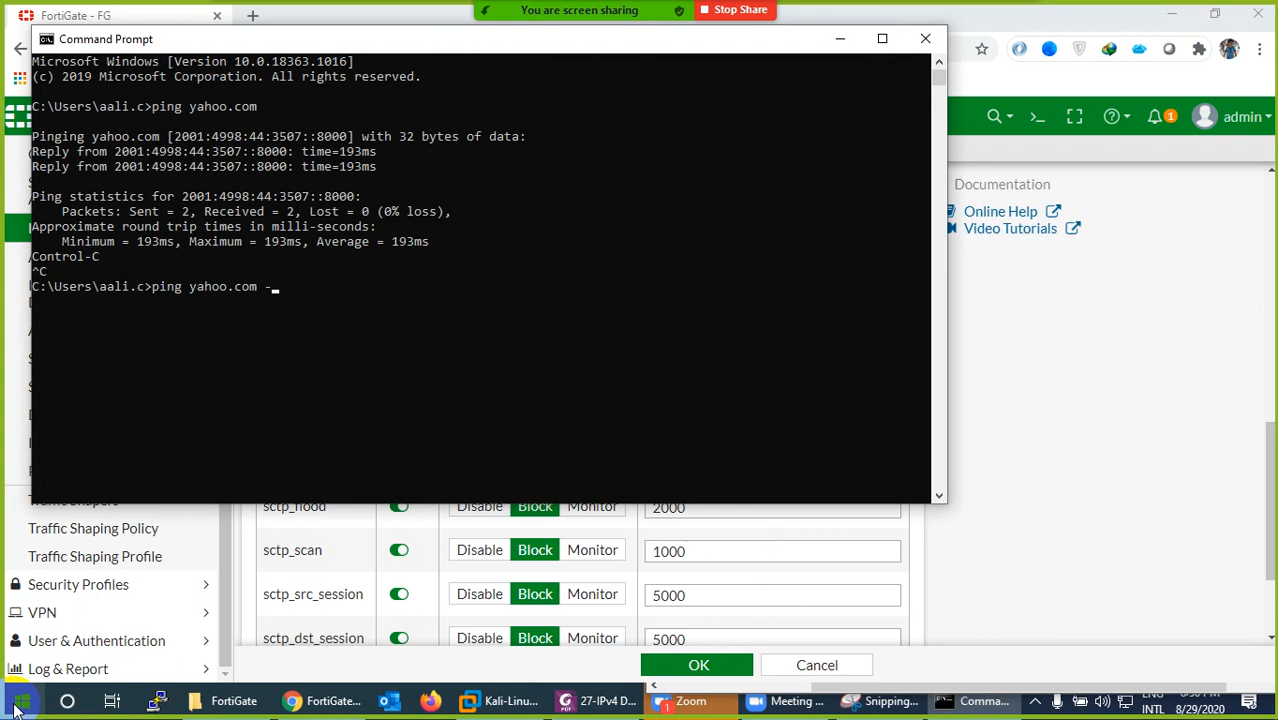 FortiGate - FG
You are screen sharing
Stop Share
Command Prompt
Microsoft Windows [Version 10.0.18363.1016]
(c) 2019 Microsoft Corporation. All rights reserved.
C:\Users\aali.c>ping yahoo.com
Pinging yahoo.com [2001:4998:44:3507::8000] with 32 bytes of data:
Reply from 2001:4998:44:3507::8000: time=193ms
Reply from 2001:4998:44:3507::8000: time=193ms
Ping statistics for 2001:4998:44:3507::8000:
Packets: Sent = 2, Received = 2, Lost = 0 (0% loss),
Approximate round trip times in milli-seconds:
Minimum = 193ms, Maximum = 193ms, Average = 193ms
Control-C
^C
C:\Users\aali.c>ping yahoo.com -_
1
admin
Documentation
Online Help
Video Tutorials
sctp_flood Disable Block Monitor 2000
sctp_scan Disable Block Monitor 1000
sctp_src_session Disable Block Monitor 5000
sctp_dst_session Disable Block Monitor 5000
Traffic Shapers
Traffic Shaping Policy
Traffic Shaping Profile
Security Profiles
VPN
User & Authentication
Log & Report
OK Cancel
FortiGate
FortiGate...
Kali-Linu...
27-IPv4 D...
1 Zoom
Meeting ...
Snipping...
Comma...
ENG
INTL
8/29/2020